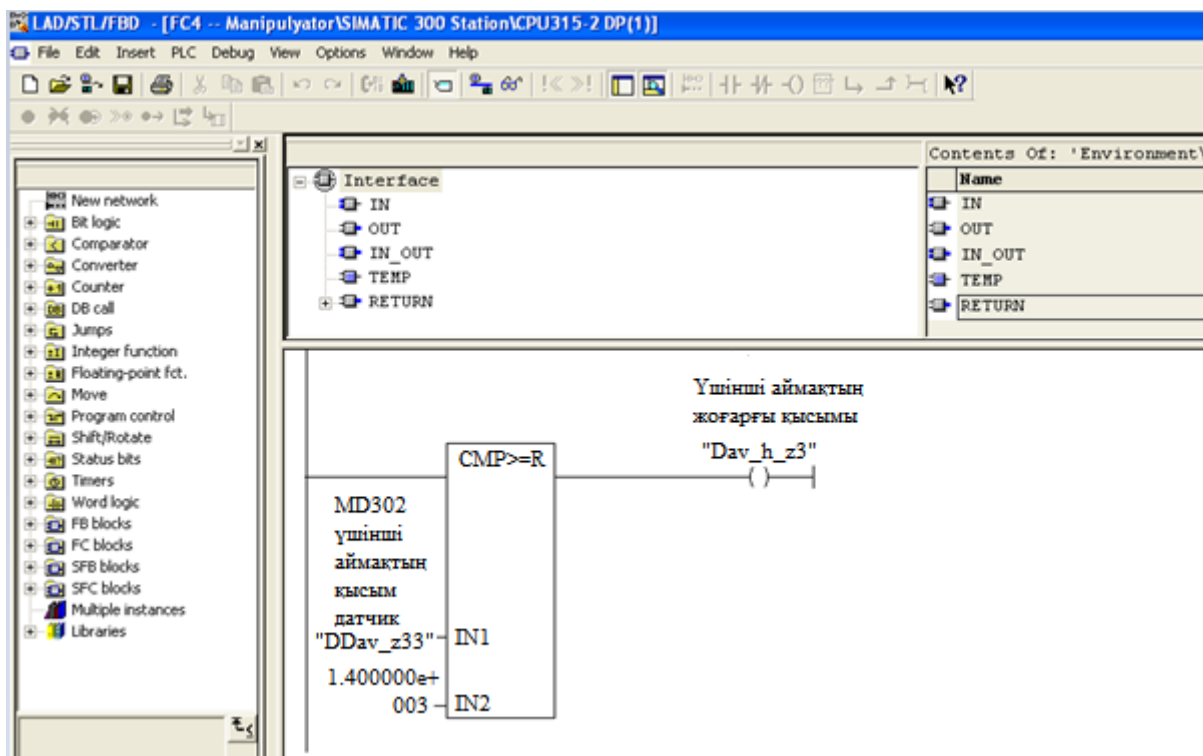 LAD/STL/FBD - [FC4 -- Manipulyator\SIMATIC 300 Station\CPU315-2 DP(1)]
File Edit Insert PLC Debug View Options Window Help
New network
Bit logic
Comparator
Converter
Counter
DB call
Jumps
Integer function
Floating-point fct.
Move
Program control
Shift/Rotate
Status bits
Timers
Word logic
FB blocks
FC blocks
SFB blocks
SFC blocks
Multiple instances
Libraries
Interface
IN
OUT
IN_OUT
TEMP
RETURN
Contents Of: 'Environment\
Name
IN
OUT
IN_OUT
TEMP
RETURN
Үшінші аймақтың
жоғарғы қысымы
"Dav_h_z3"
( )
CMP>=R
MD302
үшінші
аймақтың
қысым
датчик
"DDav_z33"
IN1
1.400000e+
003
IN2